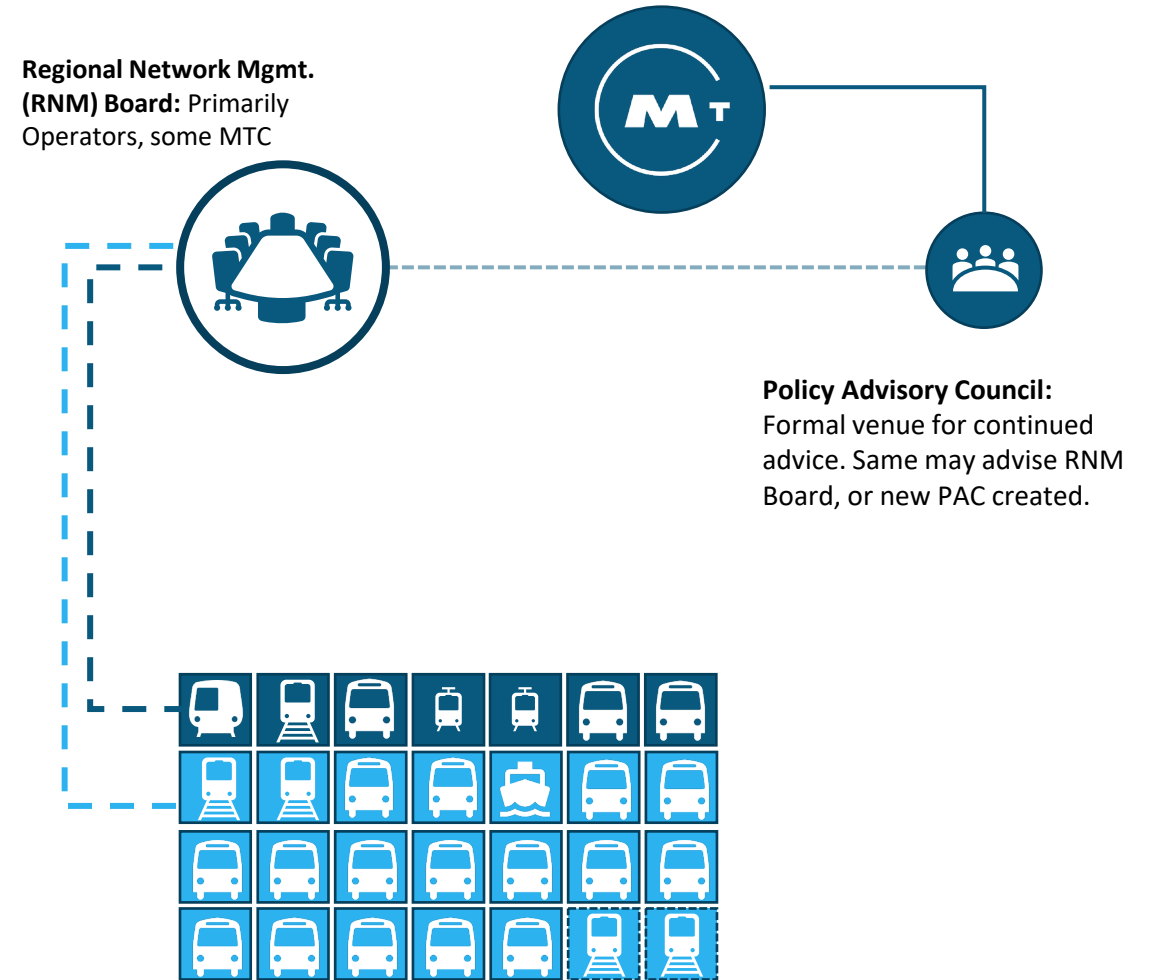 Regional Network Mgmt.
(RNM) Board: Primarily
Operators, some MTC
M T
Policy Advisory Council:
Formal venue for continued
advice. Same may advise RNM
Board, or new PAC created.